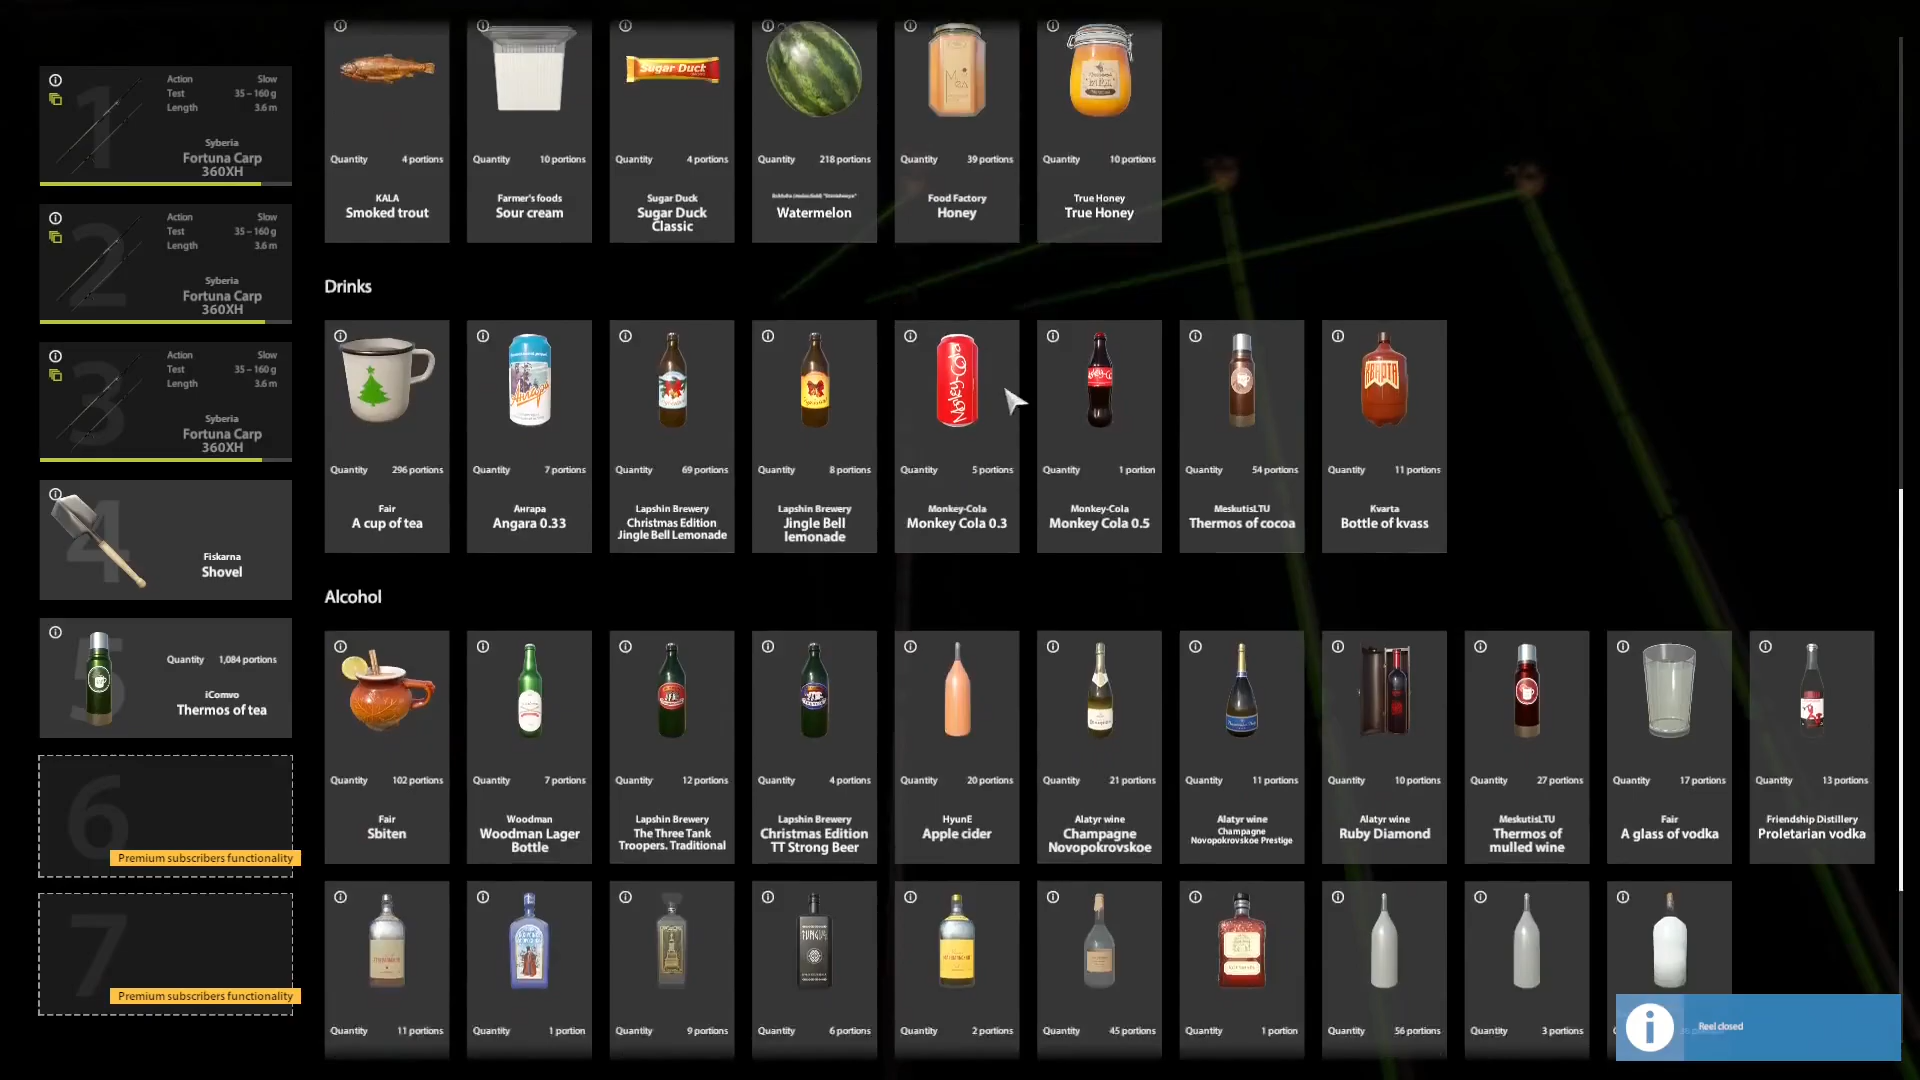 1
Action Slow
Test 35 – 160 g
Length 3.6 m
Syberia
Fortuna Carp
360XH
2
Action Slow
Test 35 – 160 g
Length 3.6 m
Syberia
Fortuna Carp
360XH
3
Action Slow
Test 35 – 160 g
Length 3.6 m
Syberia
Fortuna Carp
360XH
4
Fiskarna
Shovel
5
Quantity 1,084 portions
iComvo
Thermos of tea
6
Premium subscribers functionality
7
Premium subscribers functionality
Sugar Duck
Quantity 4 portions
Quantity 10 portions
Quantity 4 portions
Quantity 218 portions
Quantity 39 portions
Quantity 10 portions
KALA
Smoked trout
Farmer's foods
Sour cream
Sugar Duck
Sugar Duck
Classic
Watermelon
Food Factory
Honey
True Honey
True Honey
Drinks
Quantity 296 portions
Quantity 7 portions
Quantity 69 portions
Quantity 8 portions
Quantity 5 portions
Quantity 1 portion
Quantity 54 portions
Quantity 11 portions
Fair
A cup of tea
Ангара
Angara 0.33
Lapshin Brewery
Christmas Edition
Jingle Bell Lemonade
Lapshin Brewery
Jingle Bell
lemonade
Monkey-Cola
Monkey Cola 0.3
Monkey-Cola
Monkey Cola 0.5
MeskutisLTU
Thermos of cocoa
Kvarta
Bottle of kvass
Alcohol
Quantity 102 portions
Quantity 7 portions
Quantity 12 portions
Quantity 4 portions
Quantity 20 portions
Quantity 21 portions
Quantity 11 portions
Quantity 10 portions
Quantity 27 portions
Quantity 17 portions
Quantity 13 portions
Fair
Sbiten
Woodman
Woodman Lager
Bottle
Lapshin Brewery
The Three Tank
Troopers. Traditional
Lapshin Brewery
Christmas Edition
TT Strong Beer
HyunE
Apple cider
Alatyr wine
Champagne
Novopokrovskoe
Alatyr wine
Champagne
Novopokrovskoe Prestige
Alatyr wine
Ruby Diamond
MeskutisLTU
Thermos of
mulled wine
Fair
A glass of vodka
Friendship Distillery
Proletarian vodka
Quantity 11 portions
Quantity 1 portion
Quantity 9 portions
Quantity 6 portions
Quantity 2 portions
Quantity 45 portions
Quantity 1 portion
Quantity 56 portions
Quantity 3 portions
Reel closed